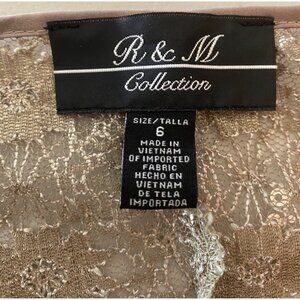 R & M
Collection
SIZE/TALLA
6
MADE IN
VIETNAM
OF IMPORTED
FABRIC
HECHO EN
VIETNAM
DE TELA
IMPORTADA